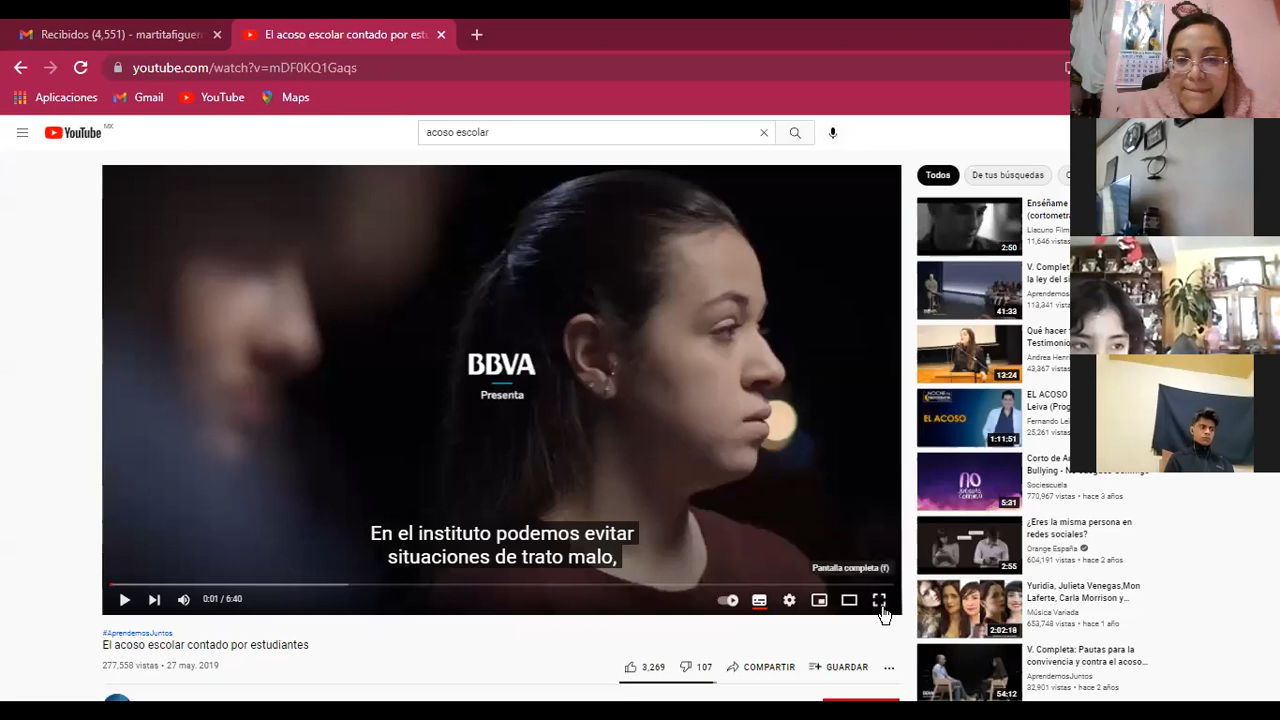 Recibidos (4,551) - martitafiguer
El acoso escolar contado por est
youtube.com/watch?v=mDF0KQ1Gaqs
Aplicaciones
Gmail
YouTube
Maps
YouTube MX
acoso escolar
BBVA
Presenta
En el instituto podemos evitar
situaciones de trato malo,
Pantalla completa (f)
0:01 / 6:40
#AprendemosJuntos
El acoso escolar contado por estudiantes
277,558 vistas • 27 may. 2019
3,269
107
COMPARTIR
GUARDAR
Todos
De tus búsquedas
Enséñame
(cortometr
Llacuno Film
11,646 vistas
2:50
V. Complet
la ley del si
Aprendemos
113,341 vistas
41:33
Qué hacer
Testimonio
Andrea Henr
43,367 vistas
13:24
EL ACOSO
Leiva (Prog
Fernando Lei
25,261 vistas
EL ACOSO
1:11:51
Corto de A
Bullying -
Sociescuela
770,967 vistas • hace 3 años
NO
5:31
¿Eres la misma persona en
redes sociales?
Orange España
604,191 vistas • hace 2 años
2:55
Yuridia, Julieta Venegas,Mon
Laferte, Carla Morrison y...
Música Variada
653,748 vistas • hace 1 año
2:02:18
V. Completa: Pautas para la
convivencia y contra el acoso...
AprendemosJuntos
32,901 vistas • hace 2 años
54:12